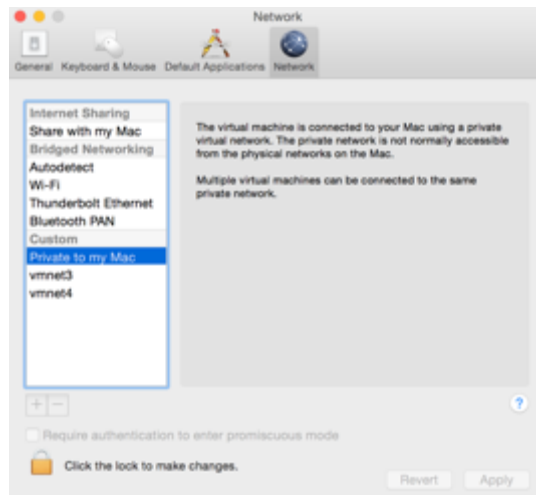 Network
General Keyboard & Mouse Default Applications Network
Internet Sharing
Share with my Mac
Bridged Networking
Autodetect
Wi-Fi
Thunderbolt Ethernet
Bluetooth PAN
Custom
Private to my Mac
vmnet3
vmnet4
The virtual machine is connected to your Mac using a private
virtual network. The private network is not normally accessible
from the physical networks on the Mac.
Multiple virtual machines can be connected to the same
private network.
+ −
?
Require authentication to enter promiscuous mode
Click the lock to make changes.
Revert Apply